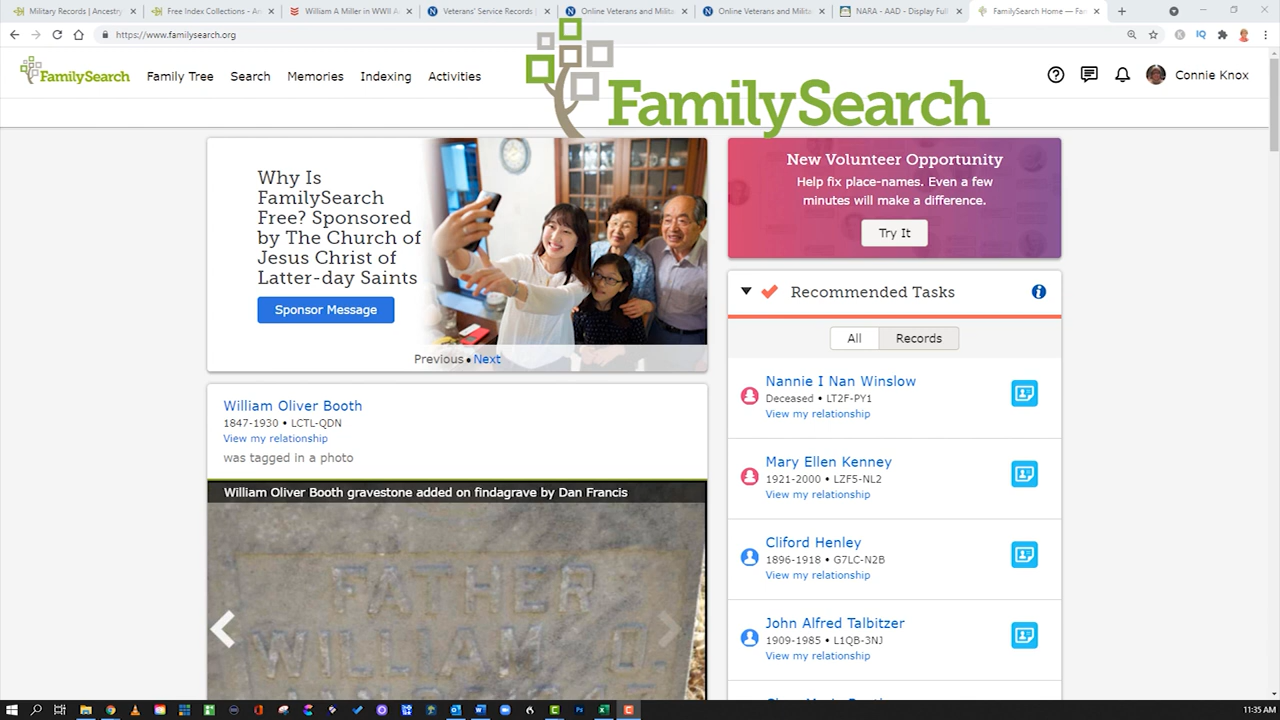 Military Records | Ancestry
Free Index Collections - An
William A Miller in WWII A
Veterans' Service Records |
Online Veterans and Milita
Online Veterans and Milita
NARA - AAD - Display Full
FamilySearch Home — Fam
https://www.familysearch.org
FamilySearch
Family Tree
Search
Memories
Indexing
Activities
FamilySearch
Connie Knox
Why Is
FamilySearch
Free? Sponsored
by The Church of
Jesus Christ of
Latter-day Saints
Sponsor Message
Previous • Next
New Volunteer Opportunity
Help fix place-names. Even a few
minutes will make a difference.
Try It
Recommended Tasks
All
Records
Nannie I Nan Winslow
Deceased • LT2F-PY1
View my relationship
Mary Ellen Kenney
1921-2000 • LZF5-NL2
View my relationship
Cliford Henley
1896-1918 • G7LC-N2B
View my relationship
John Alfred Talbitzer
1909-1985 • L1QB-3NJ
View my relationship
William Oliver Booth
1847-1930 • LCTL-QDN
View my relationship
was tagged in a photo
William Oliver Booth gravestone added on findagrave by Dan Francis
FATHER
WILLIAM O.
11:35 AM